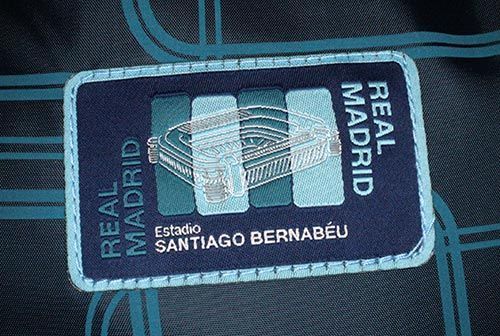 REAL
MADRID
REAL
MADRID
Estadio
SANTIAGO BERNABÉU